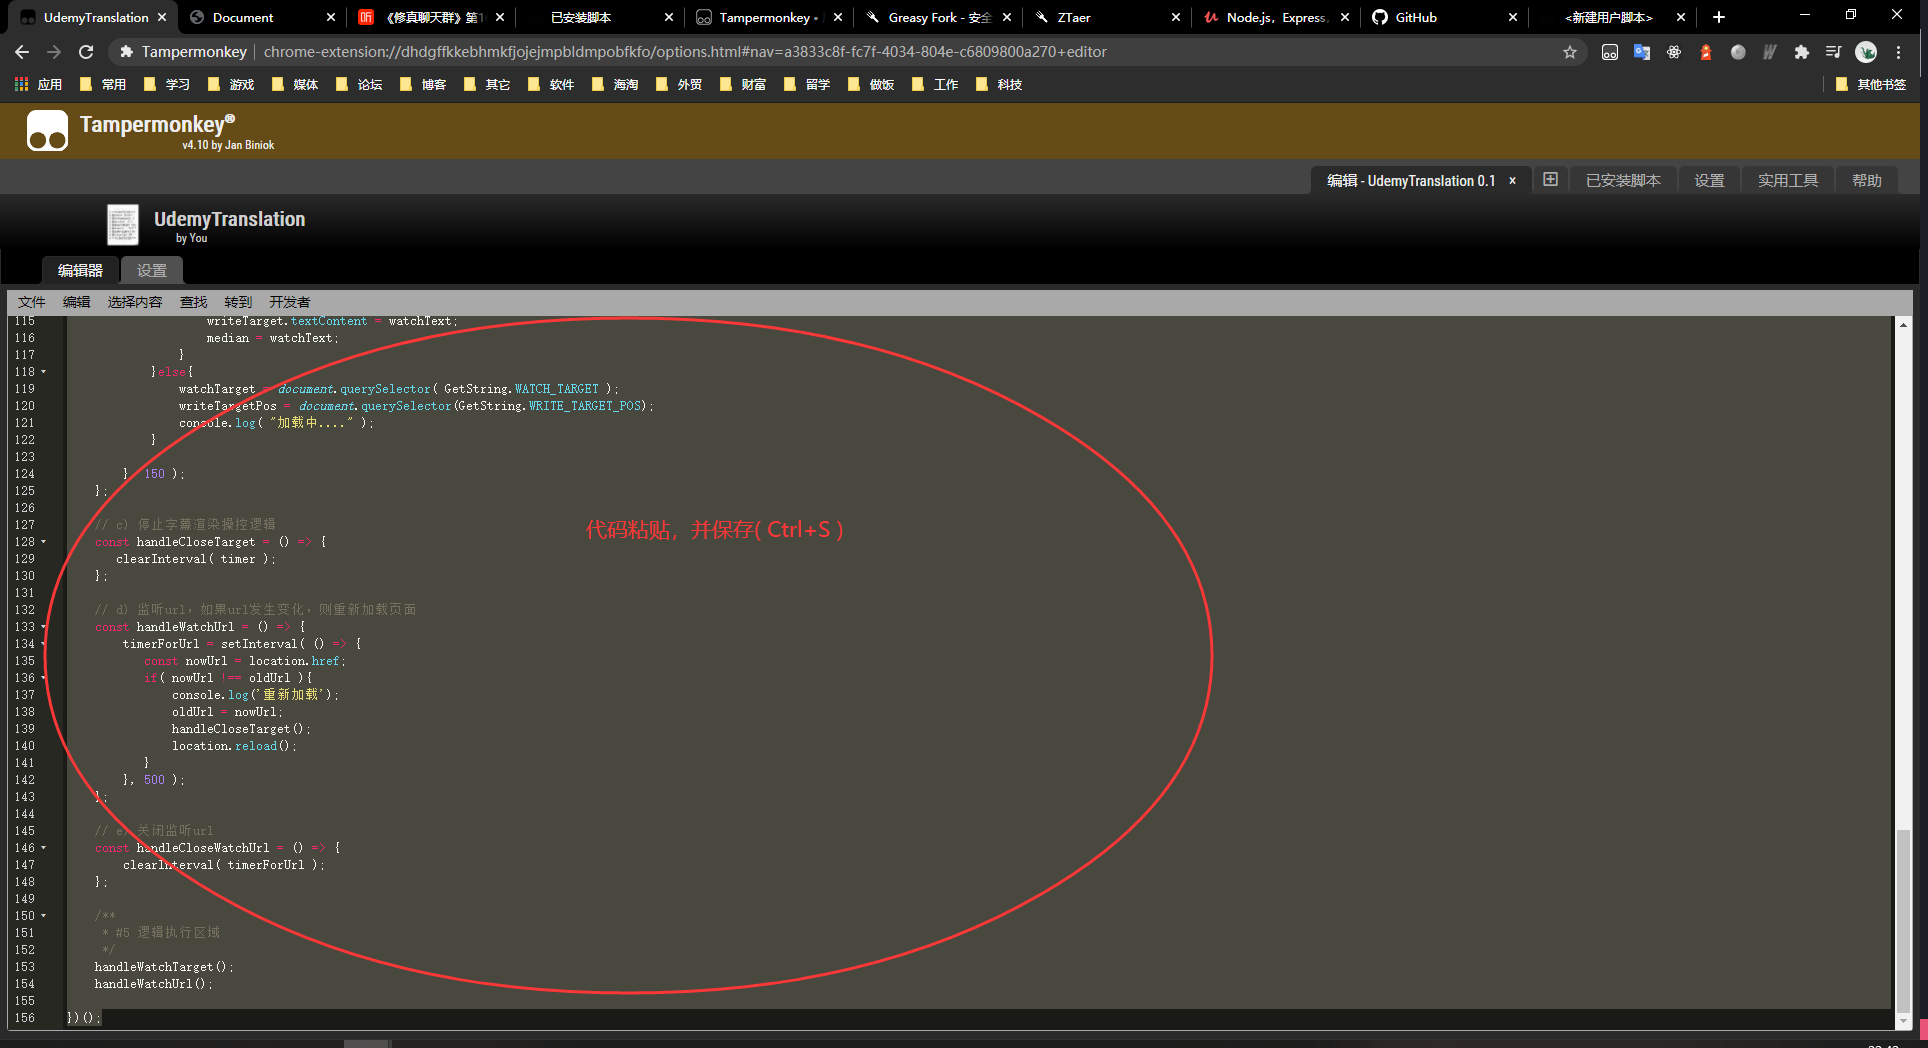 UdemyTranslation
Document
《修真聊天群》第1
已安装脚本
Tampermonkey -
Greasy Fork - 安全
ZTaer
Node.js, Express,
GitHub
<新建用户脚本>
Tampermonkey | chrome-extension://dhdgffkkebhmkfjojejmpbldmpobfkfo/options.html#nav=a3833c8f-fc7f-4034-804e-c6809800a270+editor
应用 常用 学习 游戏 媒体 论坛 博客 其它 软件 海淘 外贸 财富 留学 做饭 工作 科技 其他书签
Tampermonkey®
v4.10 by Jan Biniok
编辑 - UdemyTranslation 0.1 × 已安装脚本 设置 实用工具 帮助
UdemyTranslation
by You
编辑器 设置
文件 编辑 选择内容 查找 转到 开发者
115 writeTarget.textContent = watchText;
116 median = watchText;
117 }
118 }else{
119 watchTarget = document.querySelector( GetString.WATCH_TARGET );
120 writeTargetPos = document.querySelector(GetString.WRITE_TARGET_POS);
121 console.log( "加载中...." );
122 }
123
124 }, 150 );
125 };
126
127 // c) 停止字幕渲染操控逻辑
128 const handleCloseTarget = () => {
129 clearInterval( timer );
130 };
131
132 // d) 监听url，如果url发生变化，则重新加载页面
133 const handleWatchUrl = () => {
134 timerForUrl = setInterval( () => {
135 const nowUrl = location.href;
136 if( nowUrl !== oldUrl ){
137 console.log('重新加载');
138 oldUrl = nowUrl;
139 handleCloseTarget();
140 location.reload();
141 }
142 }, 500 );
143 };
144
145 // e) 关闭监听url
146 const handleCloseWatchUrl = () => {
147 clearInterval( timerForUrl );
148 };
149
150 /**
151 * #5 逻辑执行区域
152 */
153 handleWatchTarget();
154 handleWatchUrl();
155
156 })();
代码粘贴，并保存( Ctrl+S )